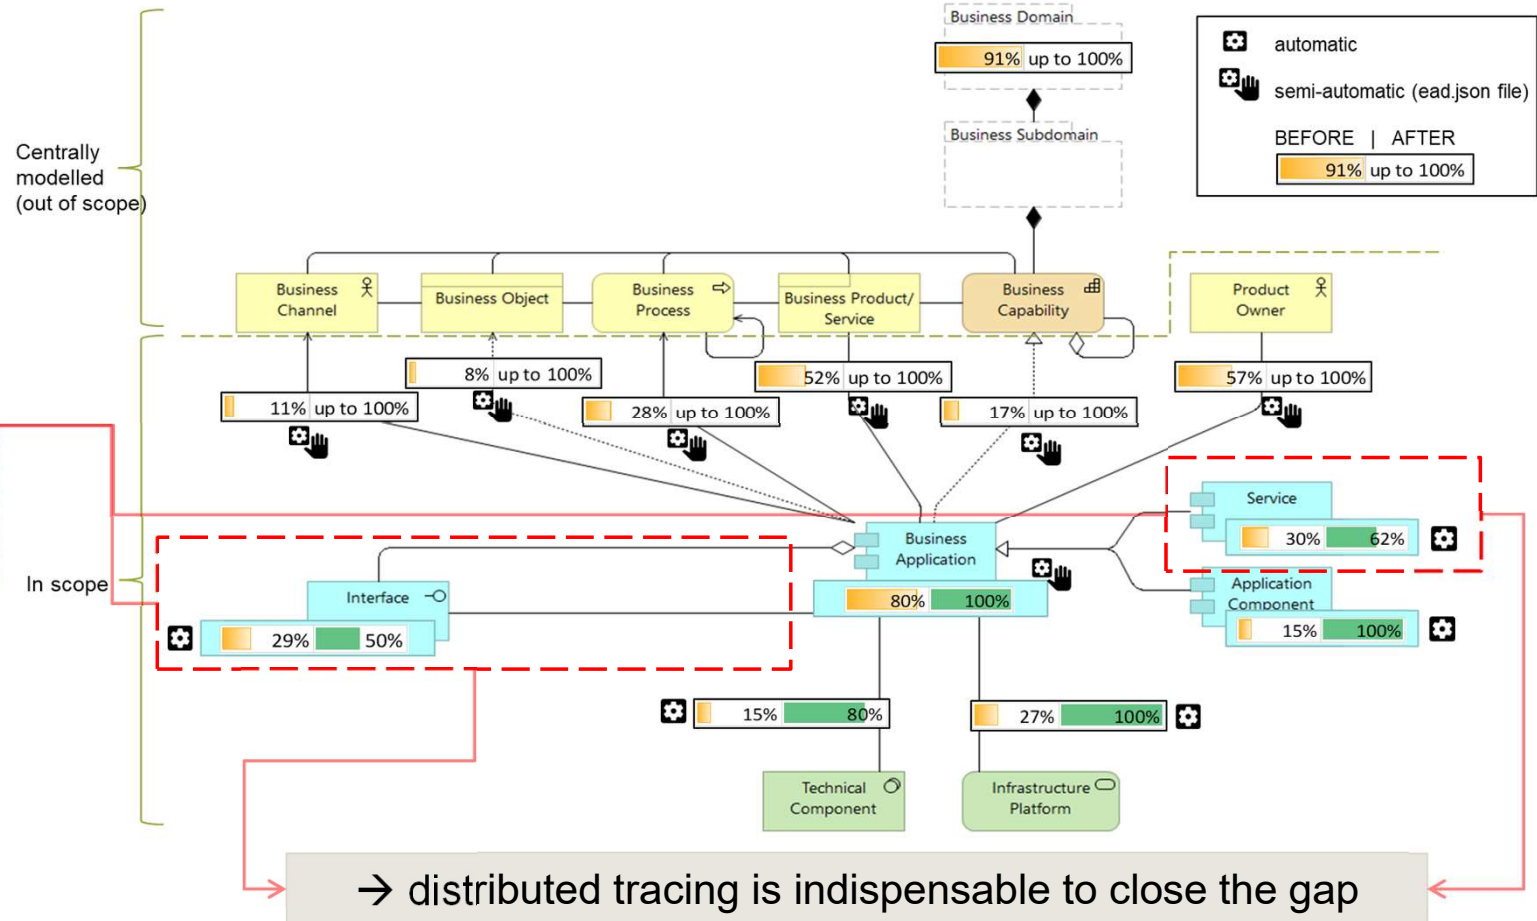 Business Domain
91% up to 100%
automatic
semi-automatic (ead.json file)
BEFORE | AFTER
91% up to 100%
Business Subdomain
Centrally
modelled
(out of scope)
Business
Channel
Business Object
Business
Process
Business Product/
Service
Business
Capability
Product
Owner
11% up to 100%
8% up to 100%
28% up to 100%
52% up to 100%
17% up to 100%
57% up to 100%
In scope
Service
30% 62%
Business
Application
80% 100%
Application
Component
15% 100%
Interface
29% 50%
15% 80%
27% 100%
Technical
Component
Infrastructure
Platform
→ distributed tracing is indispensable to close the gap